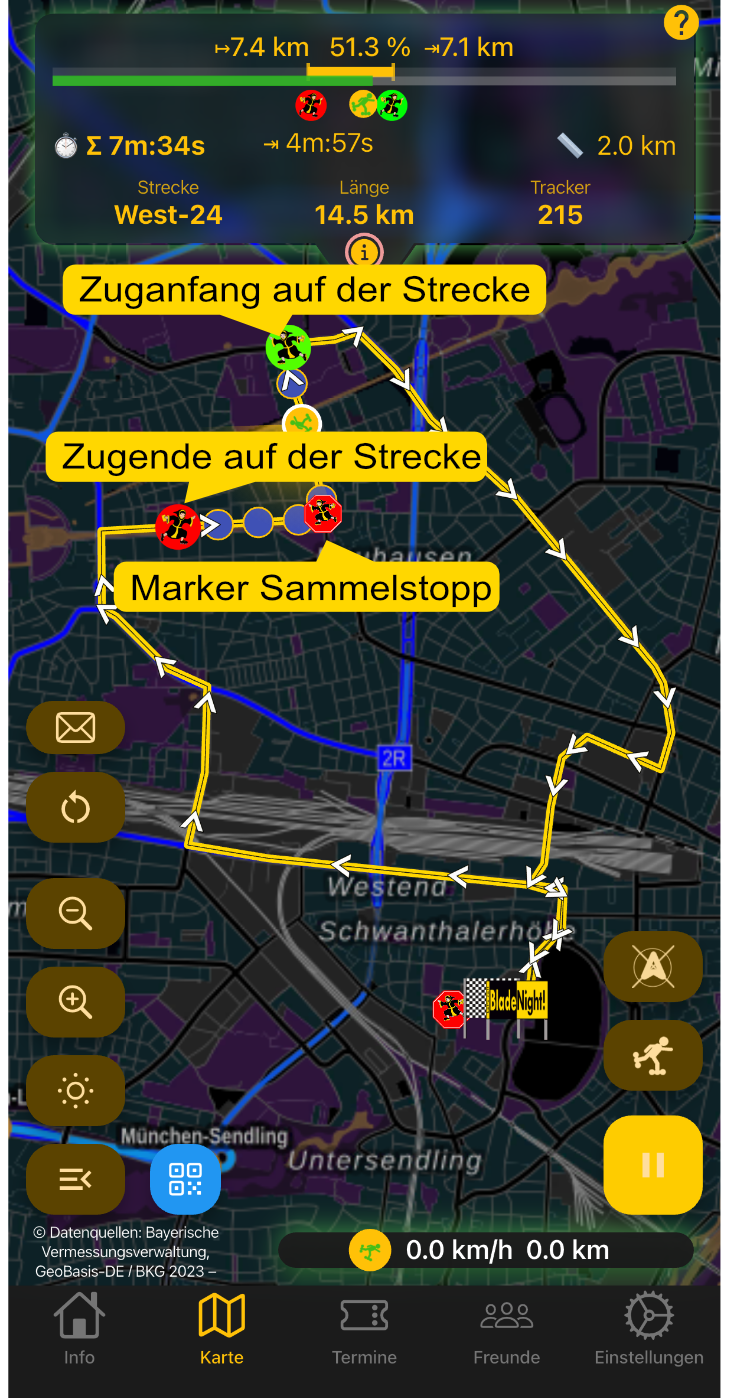 ?
↦7.4 km 51.3 % ⇥7.1 km
Σ 7m:34s ⇥ 4m:57s 2.0 km
Strecke Länge Tracker
West-24 14.5 km 215
i
Zuganfang auf der Strecke
Zugende auf der Strecke
Marker Sammelstopp
2R
Westend
Schwanthalerhöhe
BladeNight!
München-Sendling
Untersendling
© Datenquellen: Bayerische
Vermessungsverwaltung,
GeoBasis-DE / BKG 2023 –
0.0 km/h 0.0 km
Info Karte Termine Freunde Einstellungen